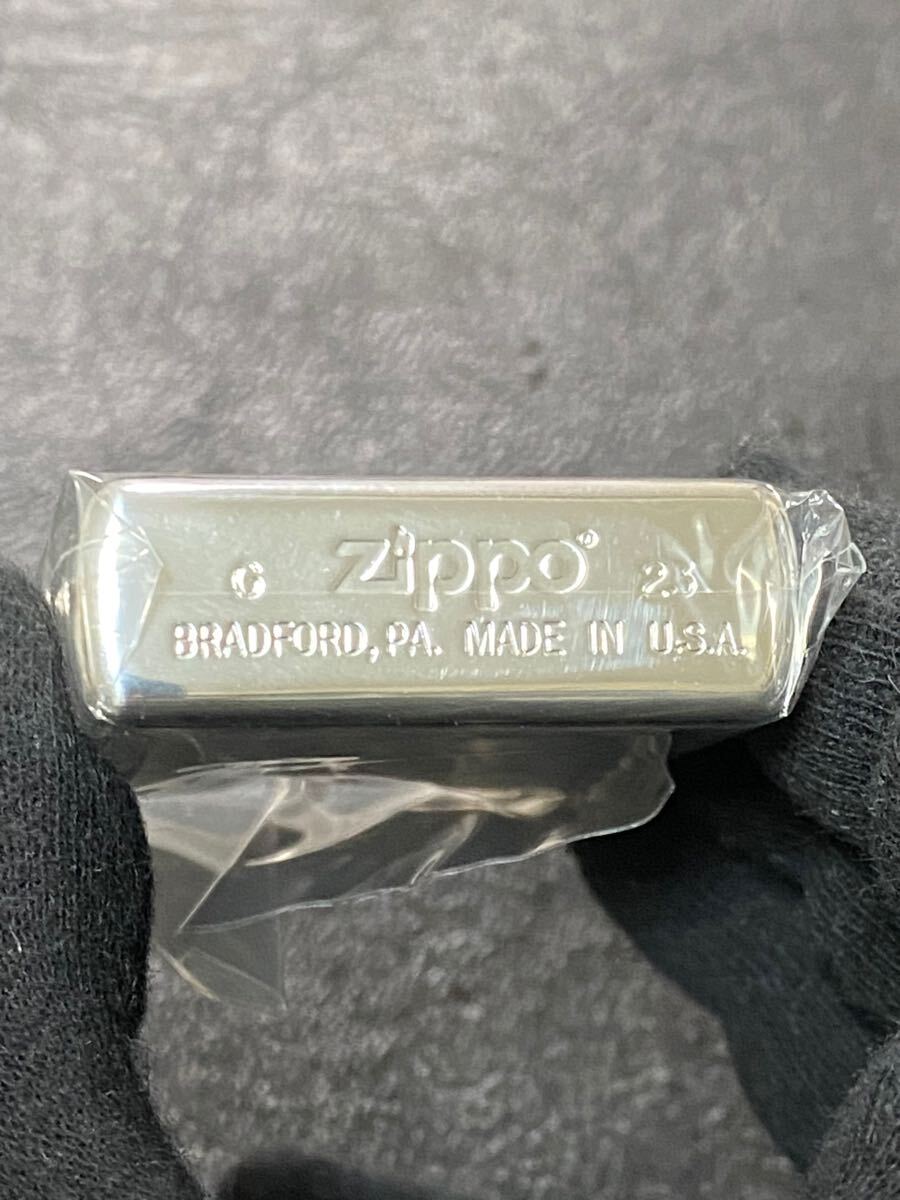 G zippo® 23
BRADFORD, PA. MADE IN U.S.A.